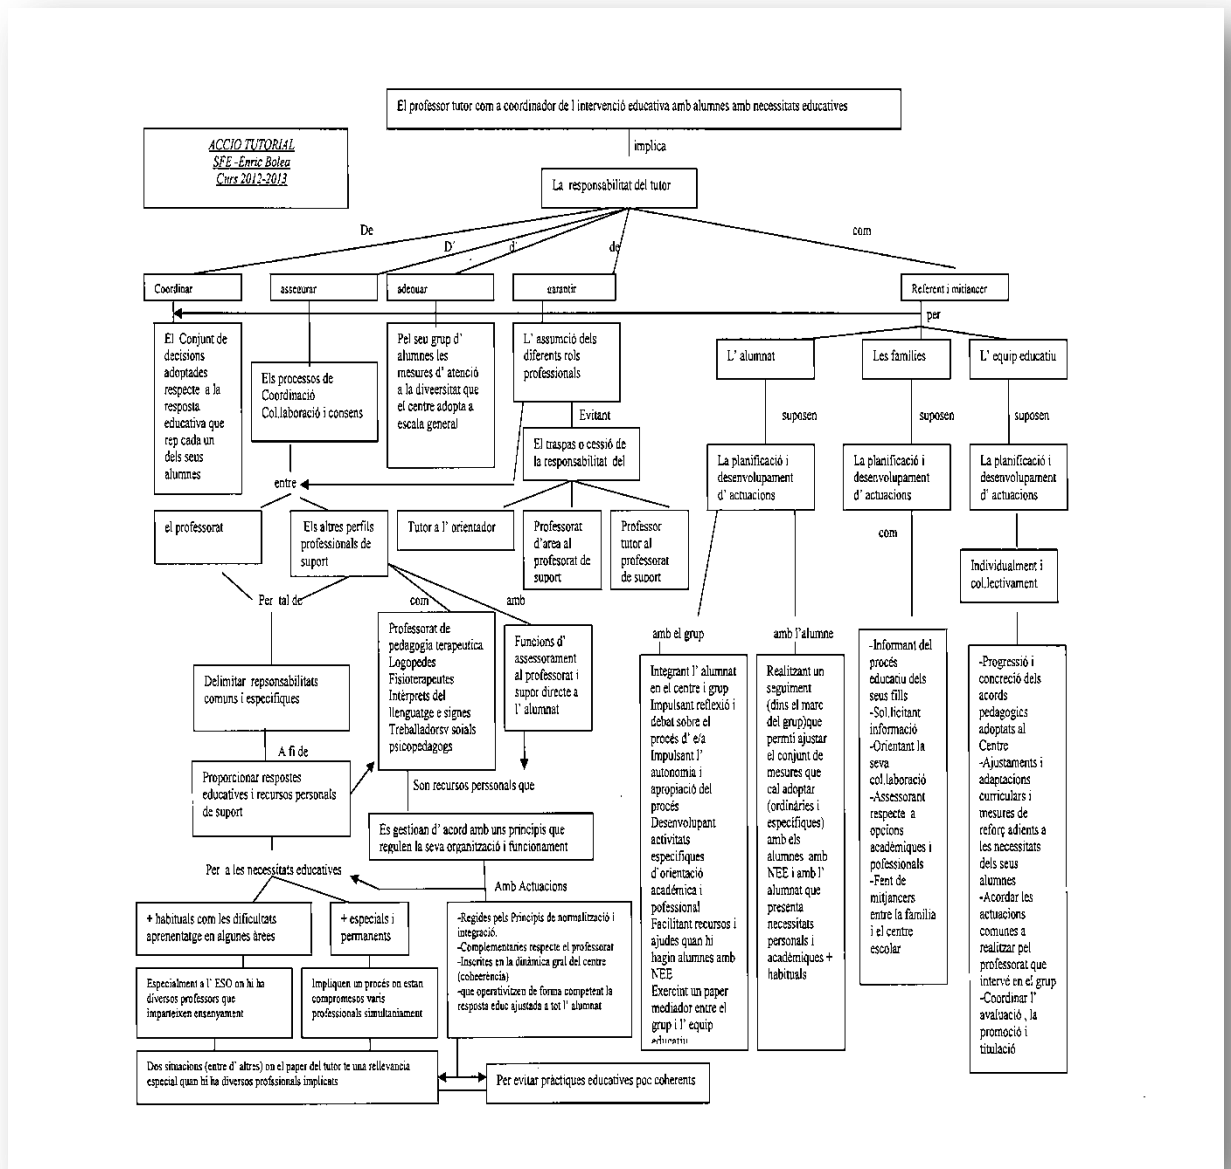 El professor tutor com a coordinador de l intervenció educativa amb alumnes amb necessitats educatives
ACCIO TUTORIAL
SFE -Enric Bolea
Curs 2012-2013
implica
La responsabilitat del tutor
De
D´
d´
de
com
Coordinar
assegurar
adequar
garantir
Referent i mitjancer
per
El Conjunt de
decisions
adoptades
respecte a la
resposta
educativa que
rep cada un
dels seus
alumnes
Els processos de
Coordinació
Col.laboració i consens
Pel seu grup d'
alumnes les
mesures d' atenció
a la diveersitat que
el centre adopta a
escala general
L' assumció dels
diferents rols
professionals
Evitant
El traspas o cessió de
la responsabilitat del
L' alumnat
Les famílies
L' equip educatiu
suposen
suposen
suposen
La planificació i
desenvolupament
d' actuacions
La planificació i
desenvolupament
d' actuacions
La planificació i
desenvolupament
d' actuacions
entre
el professorat
Els altres perfils
professionals de
suport
Tutor a l' orientador
Professorat
d'area al
profesorat de
suport
Professor
tutor al
professorat
de suport
com
Individualment i
col.lectivament
Per tal de
com
amb
Professorat de
pedagogia terapeutica
Logopedes
Fisioterapeutes
Intèrprets del
llenguatge e signes
Treballadorsv soials
psicopedagogs
Funcions d'
assessorament
al professorat i
supor directe a
l' alumnat
amb el grup
amb l'alumne
Delimitar repsonsabilitats
comuns i especifiques
A fi de
Proporcionar respostes
educatives i recursos personals
de suport
Son recursos perssonals que
Es gestioan d' acord amb uns principis que
regulen la seva organització i funcionament
Per a les necessitats educatives
Amb Actuacions
+ habituals com les dificultats
aprenentatge en algunes àrees
+ especials i
permanents
Especialment a l' ESO on hi ha
diversos professors que
imparteixen ensenyament
Impliquen un procés on estan
compromesos varis
professionals simultaniament
-Regides pels Principis de normalització i
integració.
-Complementaries respecte el professorat
-Inscrites en la dinàmica gral del centre
(coheerència)
-que operativitzen de forma competent la
resposta educ ajustada a tot l' alumnat
Dos situacions (entre d' altres) on el paper del tutor te una rellevància
especial quan hi ha diversos profssionals implicats
Per evitar pràctiques educatives poc coherents
Integrant l' alumnat
en el centre i grup
Impulsant reflexió i
debat sobre el
procés d' e/a
Impulsant l'
autonomia i
apropiació del
procés
Desenvolupant
activitats
especifiques
d'orientació
acadèmica i
pofessional
Facilitant recursos i
ajudes quan hi
hagin alumnes amb
NEE
Exercint un paper
mediador entre el
grup i l' equip
educatiu
Realitzant un
seguiment
(dins el marc
del grup)que
permti ajustar
el conjunt de
mesures que
cal adoptar
(ordinàries i
especifiques)
amb els
alumnes amb
NEE i amb l'
alumnat que
presenta
necessitats
personals i
acadèmiques +
habituals
-Informant del
procés
educatiu dels
seus fills
-Sol.licitant
informació
-Orientant la
seva
col.laboració
-Assessorant
respecte a
opcions
acadèmiques i
pofessionals
-Fent de
mitjancers
entre la familia
i el centre
escolar
-Progressió i
concreció dels
acords
pedagogics
adoptats al
Centre
-Ajustaments i
adaptacions
curriculars i
mesures de
reforç adients a
les necessitats
dels seus
alumnes
-Acordar les
actuacions
comunes a
realitzar pel
professorat que
intervé en el grup
-Coordinar l'
avaluació , la
promoció i
titulació